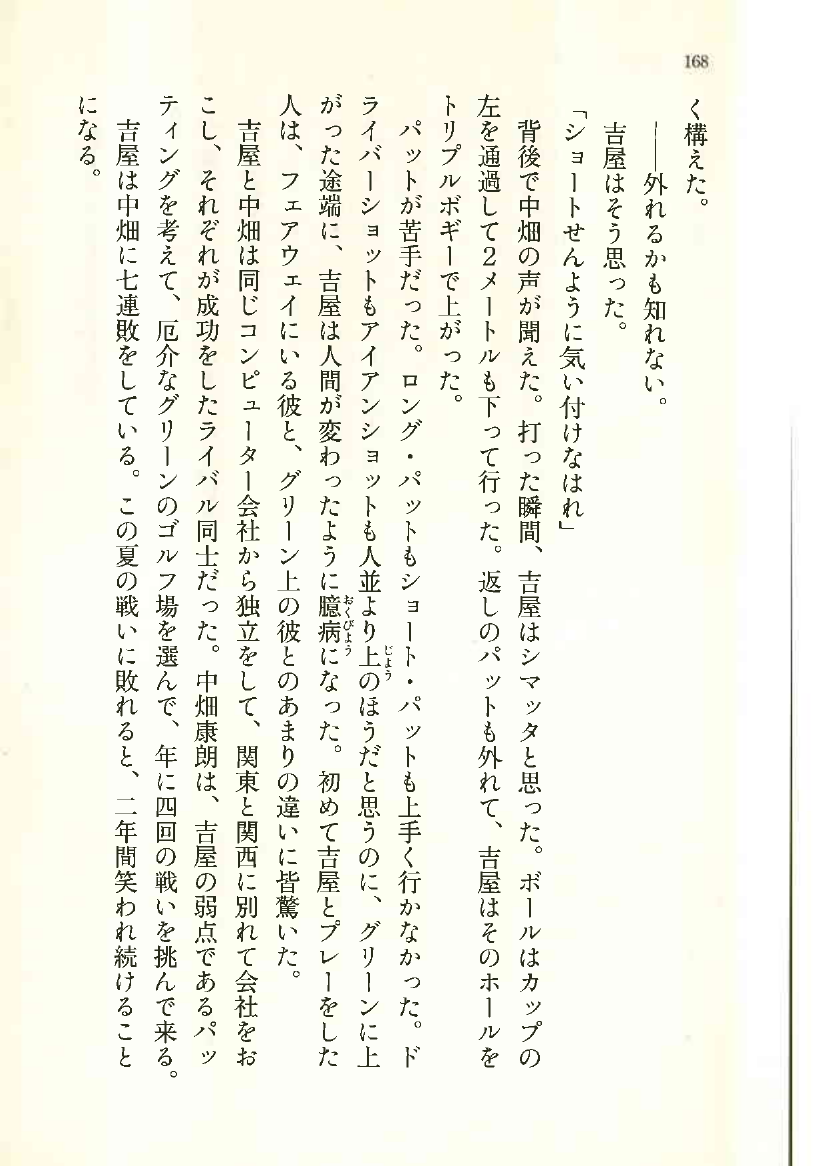 168
く構えた。
――外れるかも知れない。
吉屋はそう思った。
「ショートせんように気い付けなはれ」
背後で中畑の声が聞えた。打った瞬間、吉屋はシマッタと思った。ボールはカップの
左を通過して2メートルも下って行った。返しのパットも外れて、吉屋はそのホールを
トリプルボギーで上がった。
パットが苦手だった。ロング・パットもショート・パットも上手く行かなかった。ド
ライバーショットもアイアンショットも人並より上のほうだと思うのに、グリーンに上
がった途端に、吉屋は人間が変わったように臆病になった。初めて吉屋とプレーをした
人は、フェアウェイにいる彼と、グリーン上の彼とのあまりの違いに皆驚いた。
吉屋と中畑は同じコンピューター会社から独立をして、関東と関西に別れて会社をお
こし、それぞれが成功をしたライバル同士だった。中畑康朗は、吉屋の弱点であるパッ
ティングを考えて、厄介なグリーンのゴルフ場を選んで、年に四回の戦いを挑んで来る。
吉屋は中畑に七連敗をしている。この夏の戦いに敗れると、二年間笑われ続けること
になる。